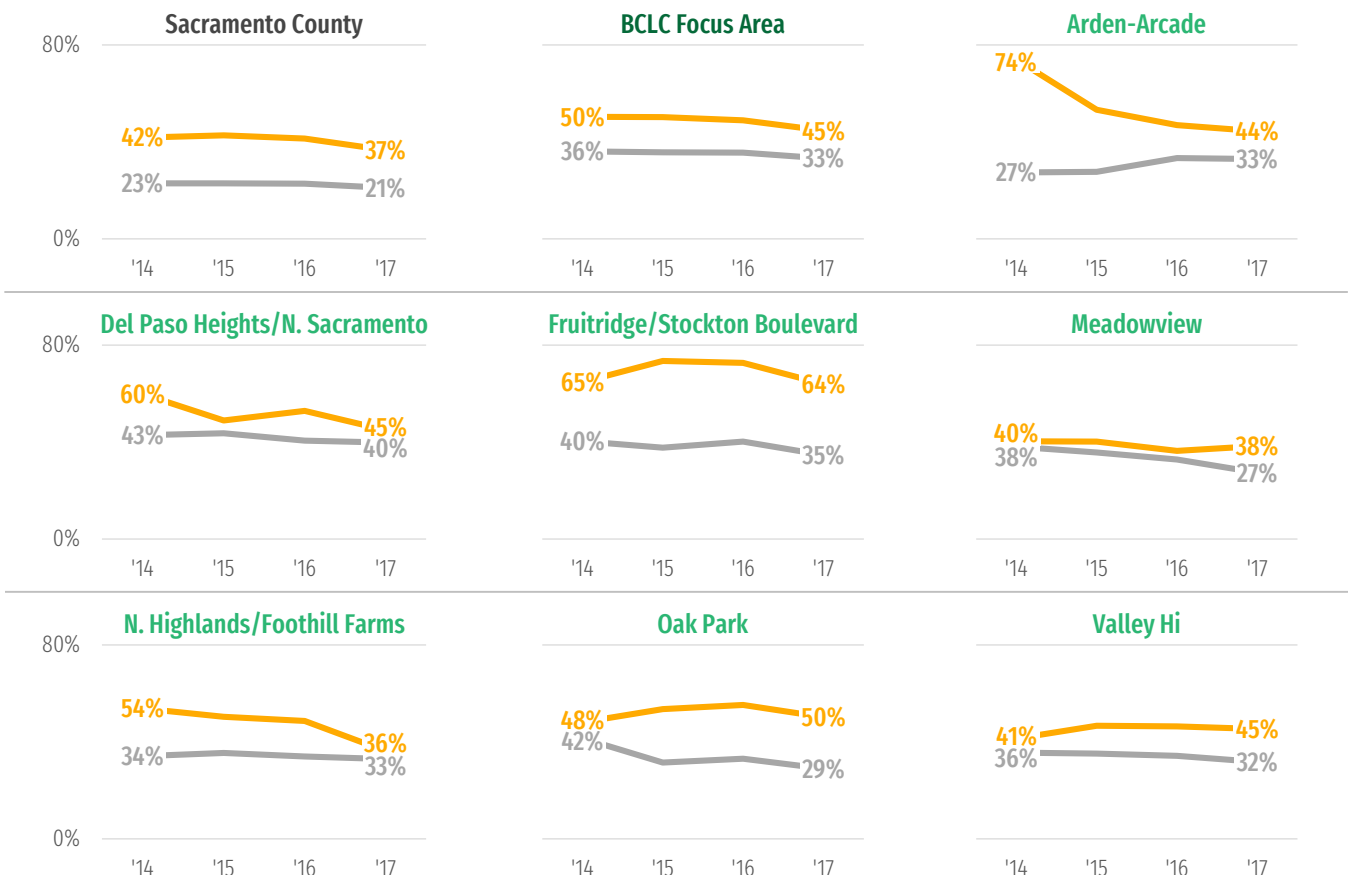 Sacramento County
BCLC Focus Area
Arden-Arcade
80%
74%
50%
42%
45%
44%
37%
36%
33%
33%
27%
23%
21%
0%
'14 '15 '16 '17
'14 '15 '16 '17
'14 '15 '16 '17
Del Paso Heights/N. Sacramento
Fruitridge/Stockton Boulevard
Meadowview
80%
60%
65%
64%
43%
45%
40%
40%
35%
40%
38%
38%
27%
0%
'14 '15 '16 '17
'14 '15 '16 '17
'14 '15 '16 '17
N. Highlands/Foothill Farms
Oak Park
Valley Hi
80%
54%
36%
34%
33%
48%
50%
42%
29%
41%
45%
36%
32%
0%
'14 '15 '16 '17
'14 '15 '16 '17
'14 '15 '16 '17